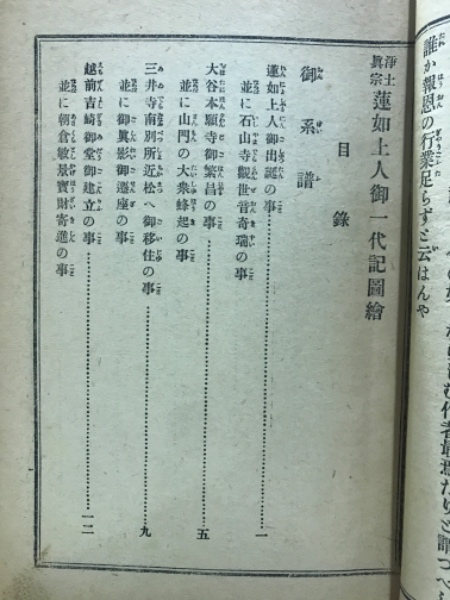 誰か報恩の行業足らずと云はんや
浄土眞宗 蓮如上人御一代記圖繪
目錄
御系譜
蓮如上人御出誕の事 一
並に石山寺觀世音奇瑞の事
大谷本願寺御繁昌の事 五
並に山門の大衆蜂起の事
三井寺南別所近松へ御移住の事 九
並に御眞影御遷座の事
越前吉崎御堂御建立の事 一二
並に朝倉敏景寶財寄進の事